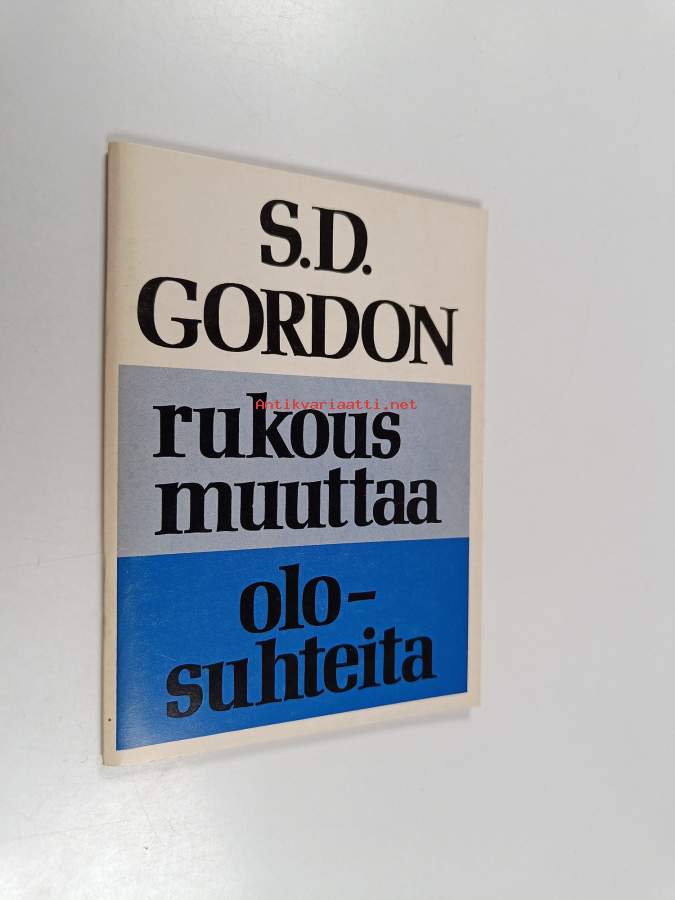 S.D.
GORDON
Antikvariaatti.net
rukous
muuttaa
olo-
suhteita